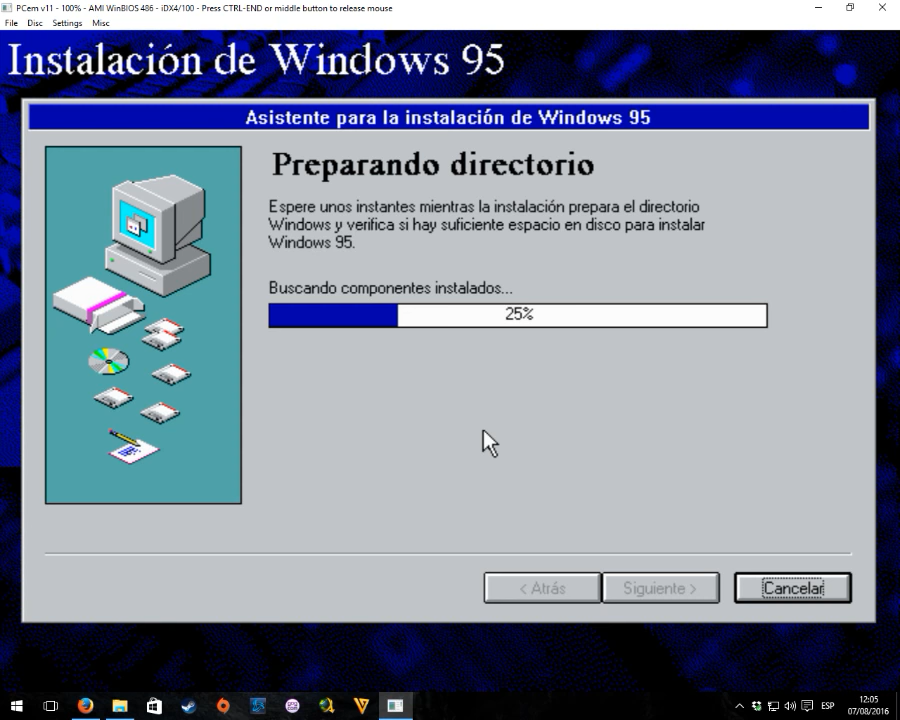 PCem v11 - 100% - AMI WinBIOS 486 - iDX4/100 - Press CTRL-END or middle button to release mouse
File Disc Settings Misc
Instalación de Windows 95
Asistente para la instalación de Windows 95
Preparando directorio
Espere unos instantes mientras la instalación prepara el directorio
Windows y verifica si hay suficiente espacio en disco para instalar
Windows 95.
Buscando componentes instalados...
25%
< Atrás
Siguiente >
Cancelar
ESP
12:05
07/08/2016